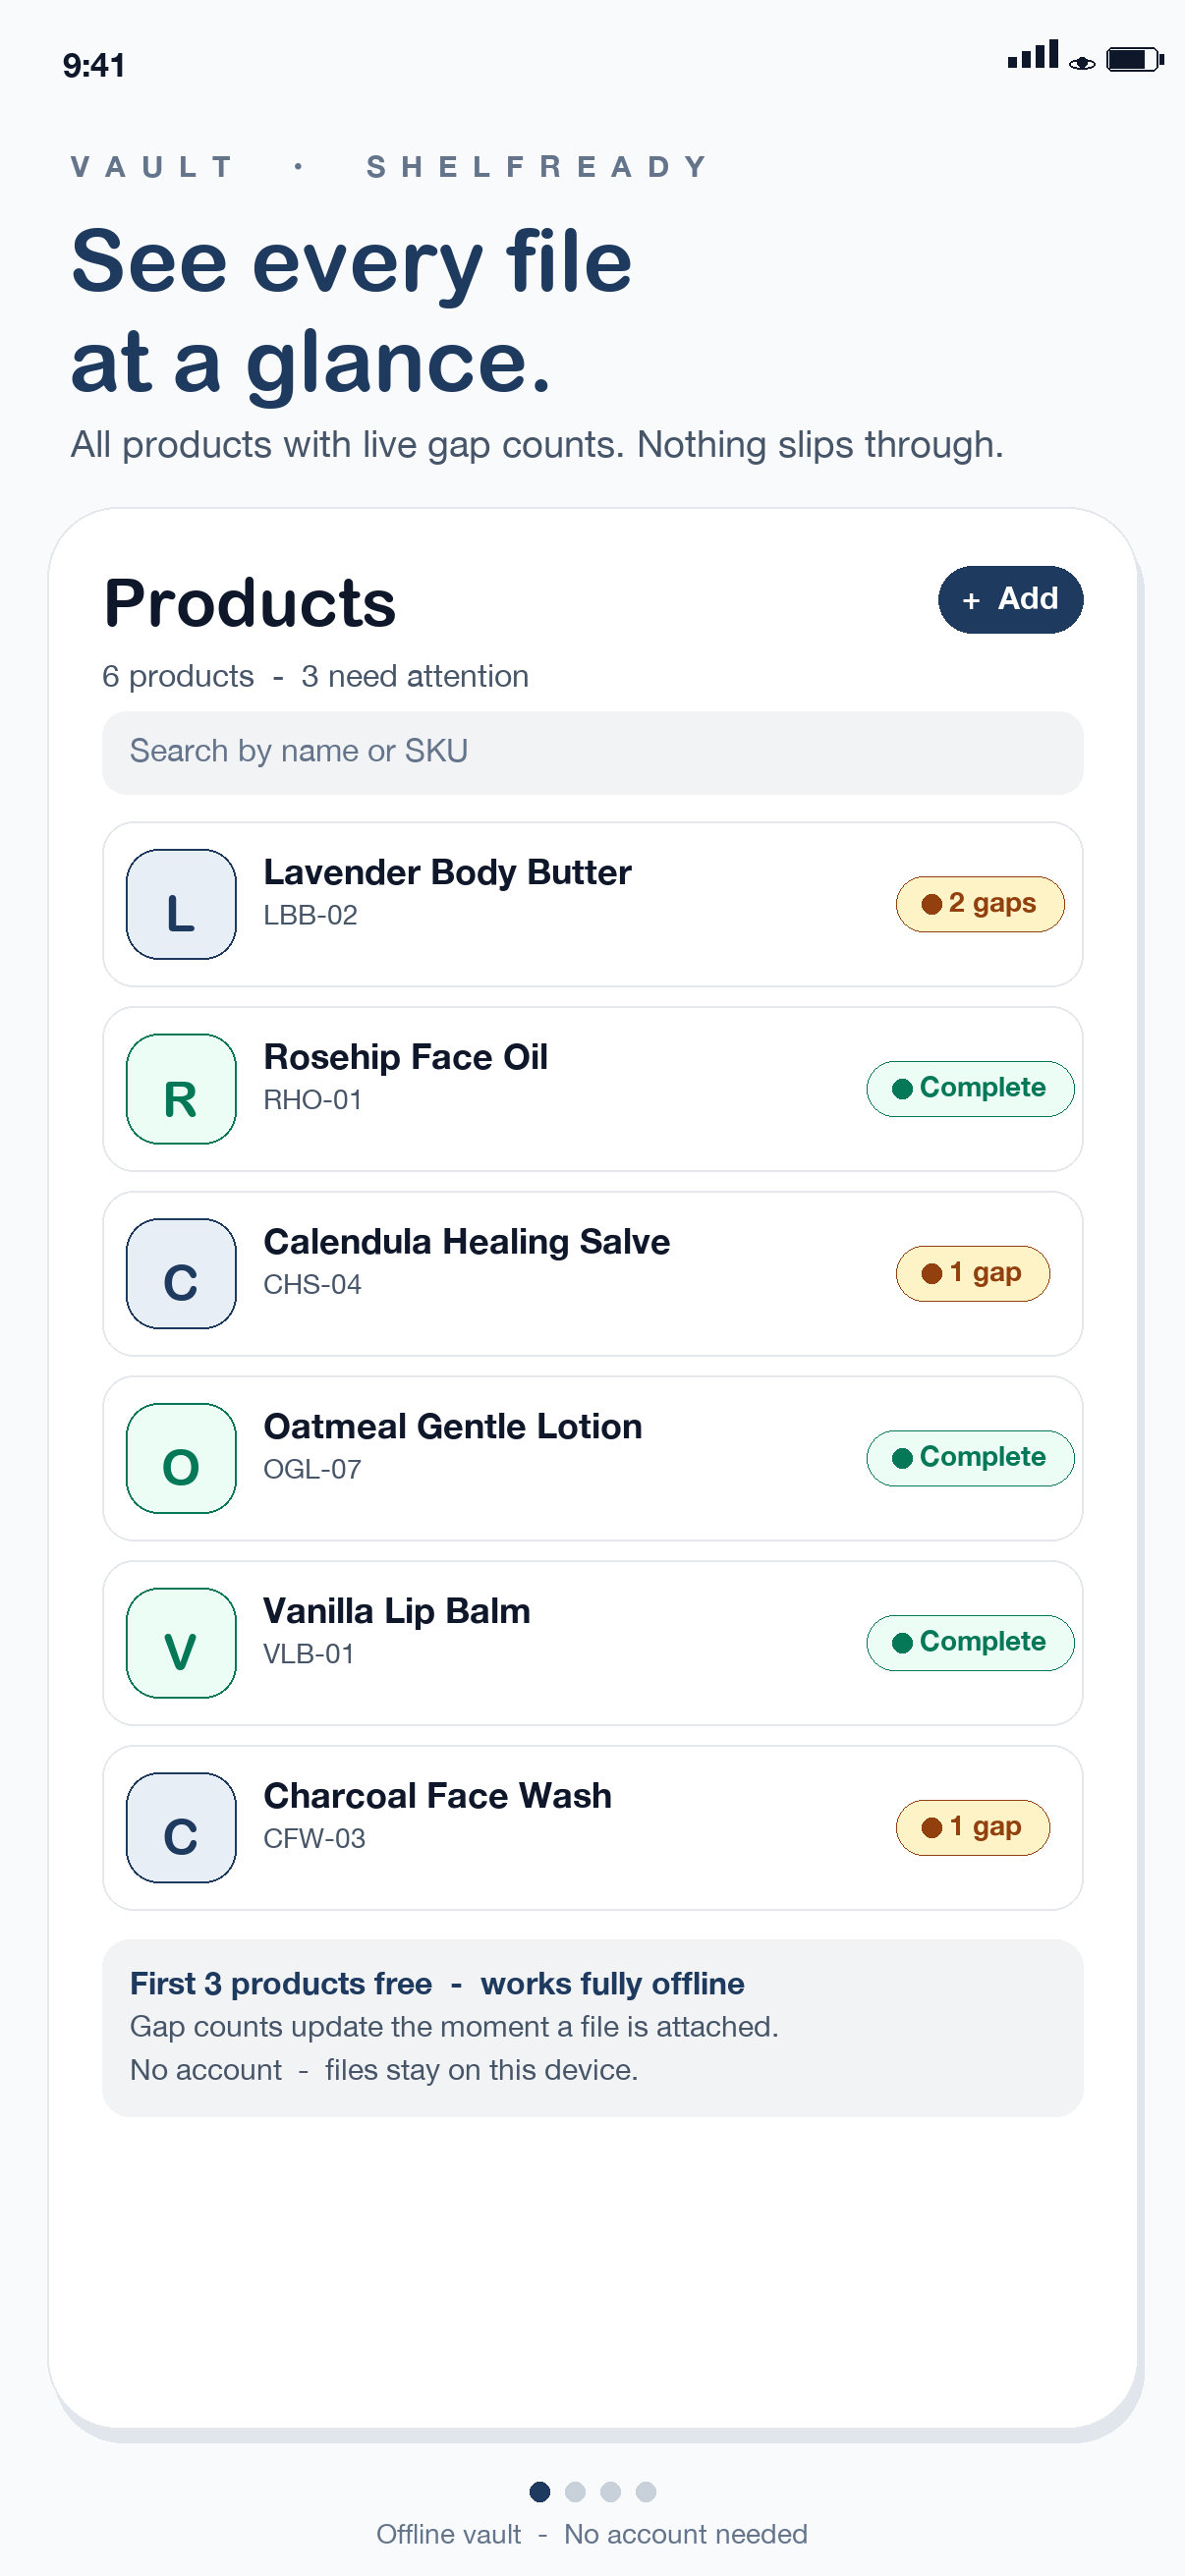 9:41
VAULT · SHELFREADY
See every file
at a glance.
All products with live gap counts. Nothing slips through.
Products
+ Add
6 products - 3 need attention
Search by name or SKU
L
Lavender Body Butter
LBB-02
2 gaps
R
Rosehip Face Oil
RHO-01
Complete
C
Calendula Healing Salve
CHS-04
1 gap
O
Oatmeal Gentle Lotion
OGL-07
Complete
V
Vanilla Lip Balm
VLB-01
Complete
C
Charcoal Face Wash
CFW-03
1 gap
First 3 products free - works fully offline
Gap counts update the moment a file is attached.
No account - files stay on this device.
Offline vault - No account needed